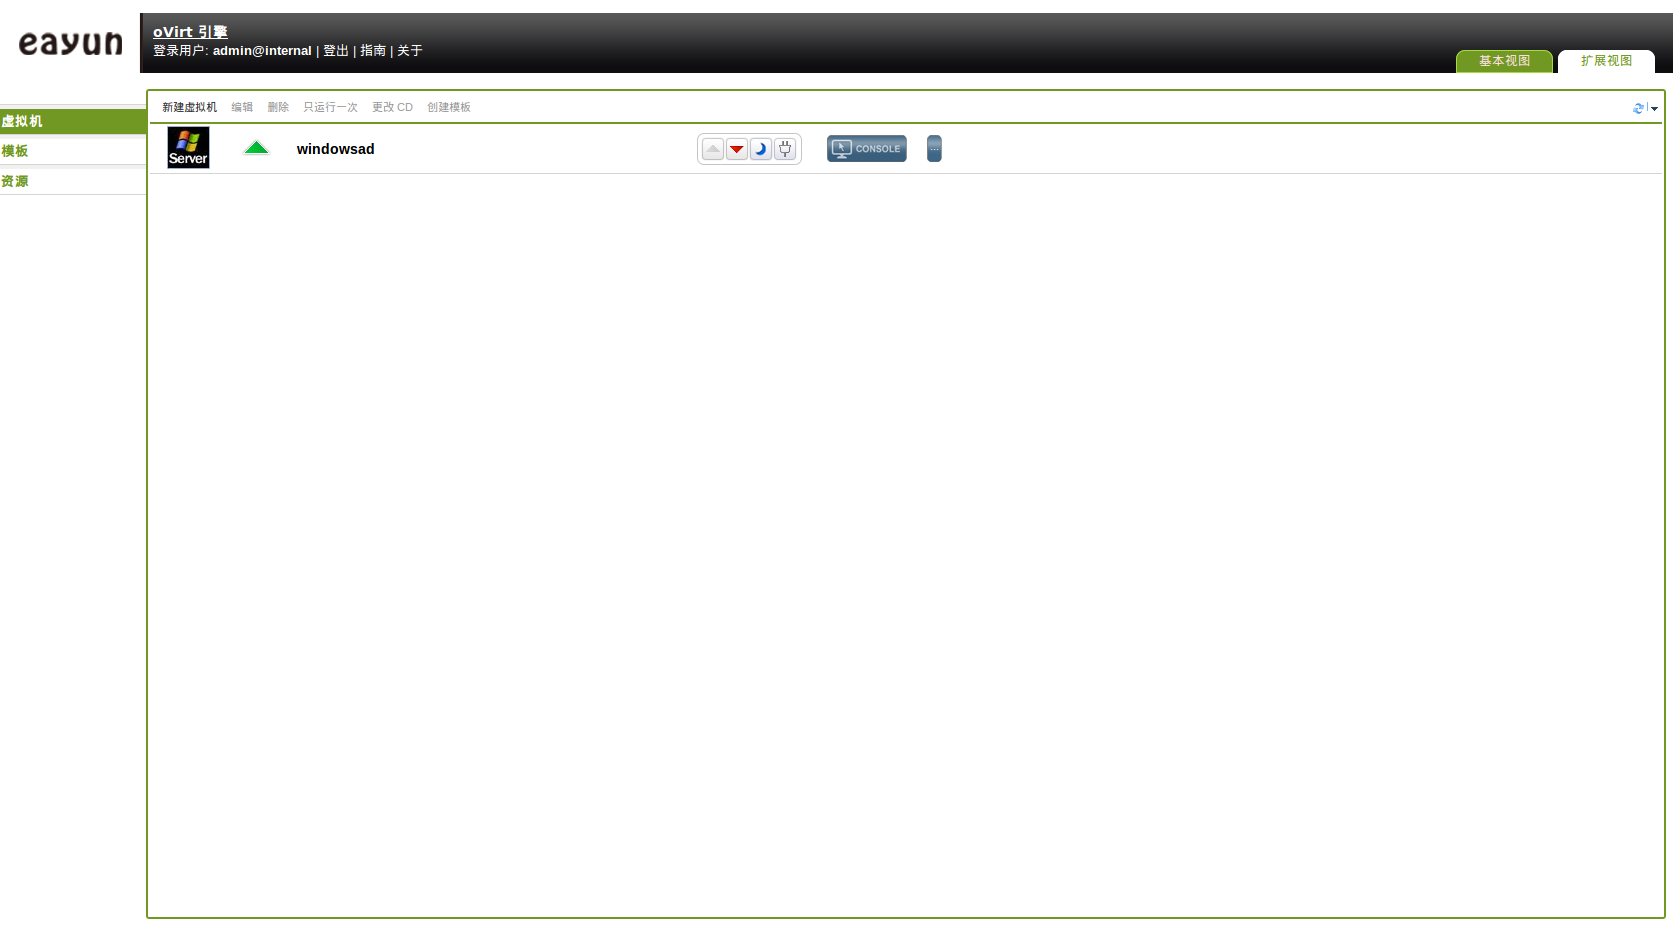 eayun
oVirt 引擎
登录用户: admin@internal | 登出 | 指南 | 关于
基本视图 扩展视图
新建虚拟机 编辑 删除 只运行一次 更改 CD 创建模板
虚拟机
模板
资源
Server windowsad CONSOLE ...